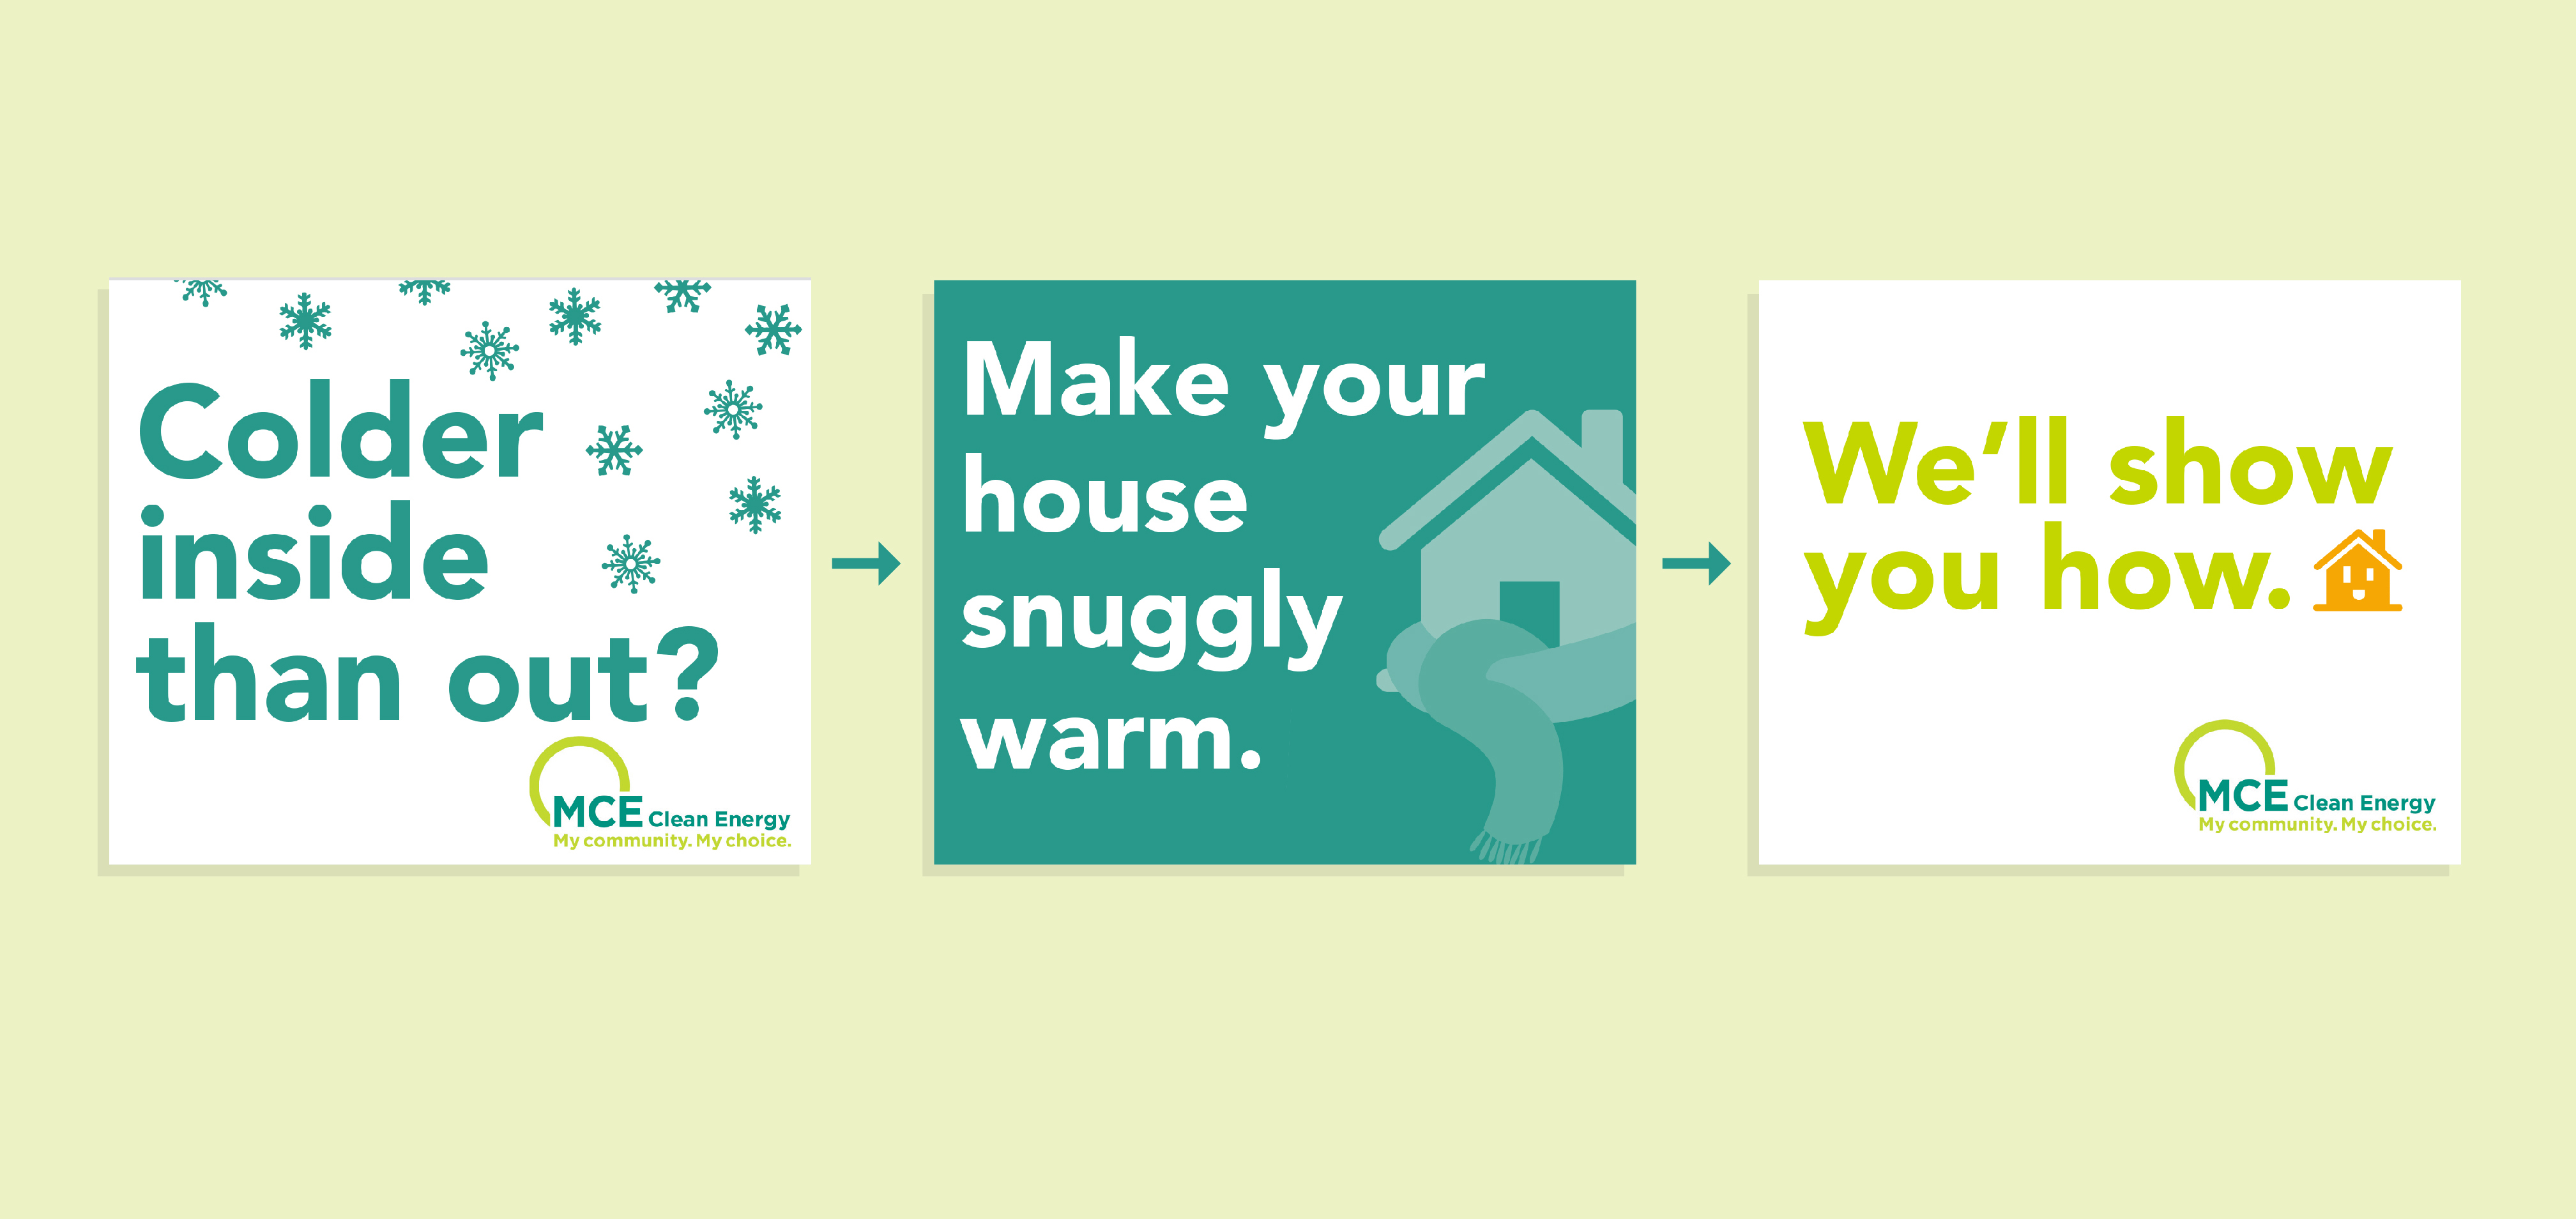 Colder
inside
than out?
MCE Clean Energy
My community. My choice.
Make your
house
snuggly
warm.
We’ll show
you how.
MCE Clean Energy
My community. My choice.